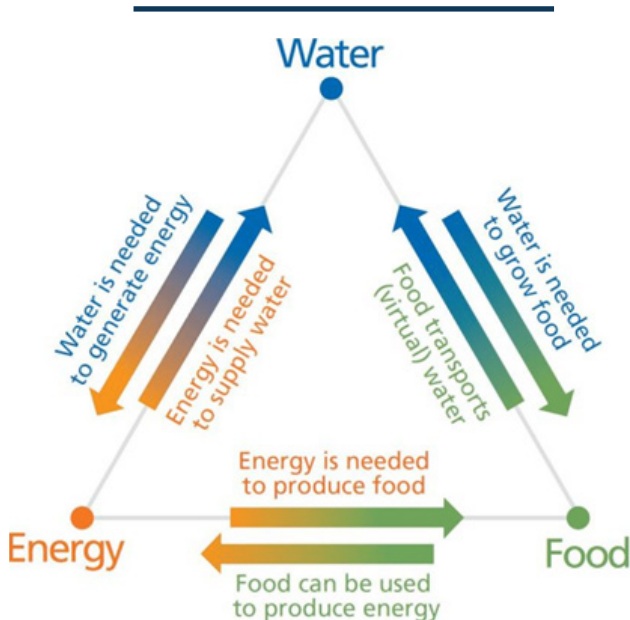 Water
Water is needed
to generate energy
Energy is needed
to supply water
Food transports
(virtual) water
Water is needed
to grow food
Energy is needed
to produce food
Energy
Food
Food can be used
to produce energy